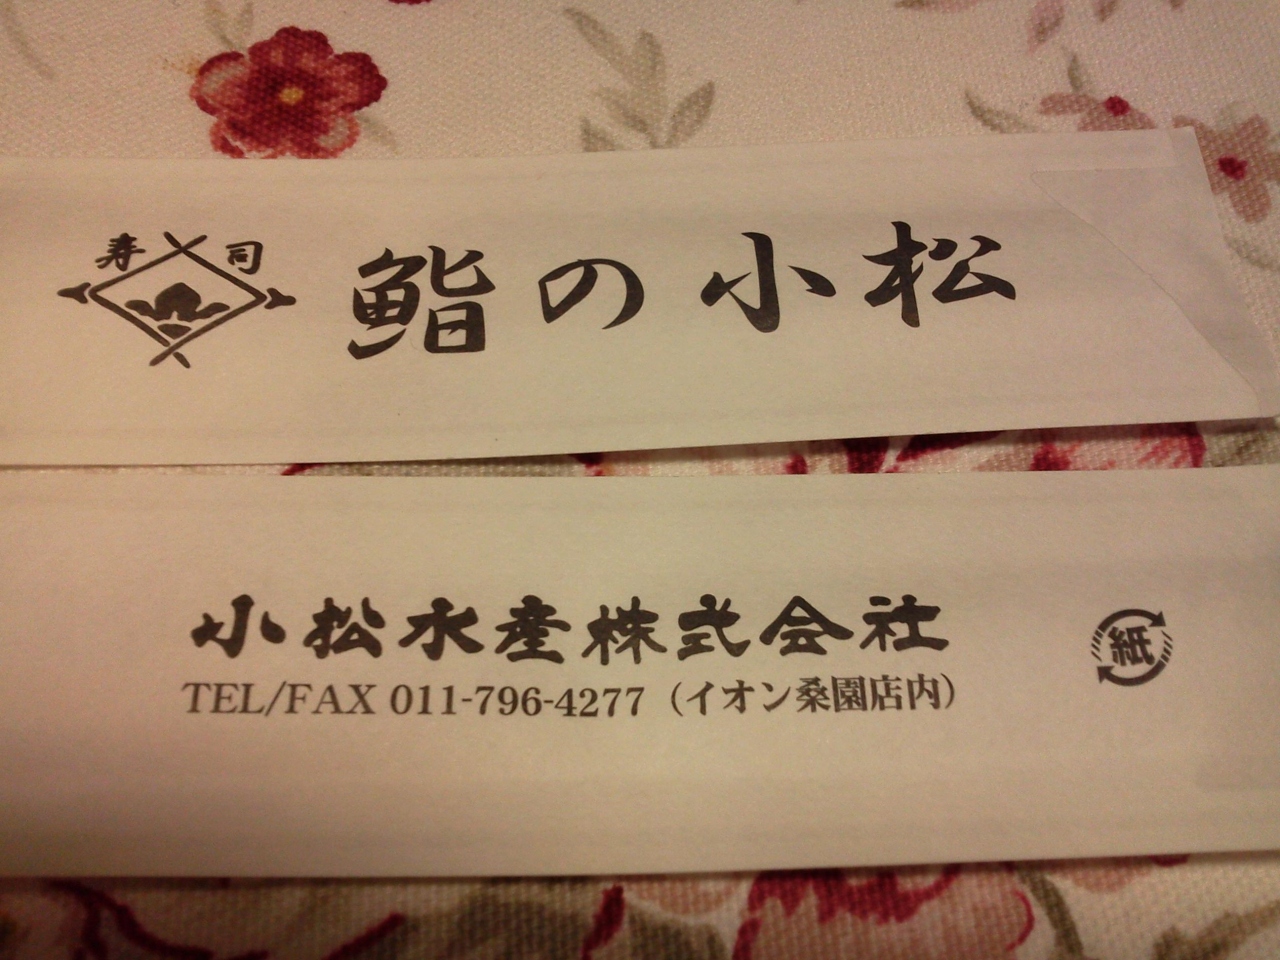 寿司
鮨の小松
小松水産株式会社
TEL/FAX 011-796-4277（イオン桑園店内）
紙